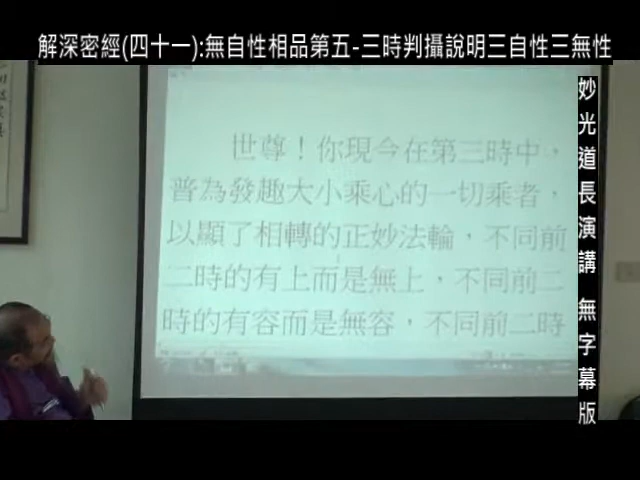 解深密經(四十一):無自性相品第五-三時判攝說明三自性三無性
世尊！你現今在第三時中，
普為發趣大小乘心的一切乘者，
以顯了相轉的正妙法輪，不同前
二時的有上而是無上，不同前二
時的有容而是無容，不同前二時
妙光道長演講 無字幕版